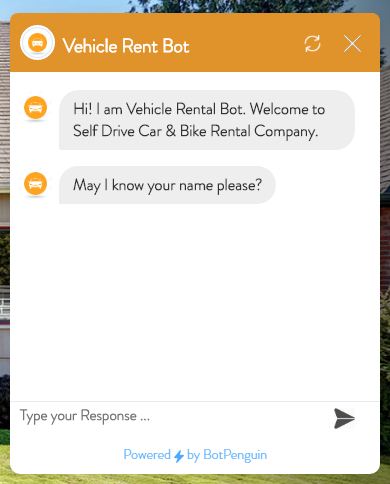 Vehicle Rent Bot
Hi! I am Vehicle Rental Bot. Welcome to
Self Drive Car & Bike Rental Company.
May I know your name please?
Type your Response ...
Powered by BotPenguin